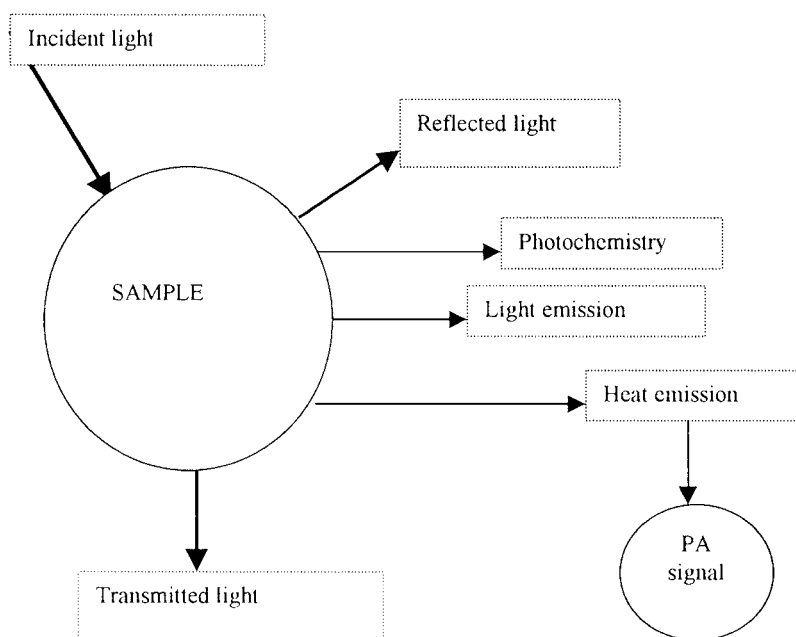 Incident light
Reflected light
Photochemistry
SAMPLE
Light emission
Heat emission
PA
signal
Transmitted light